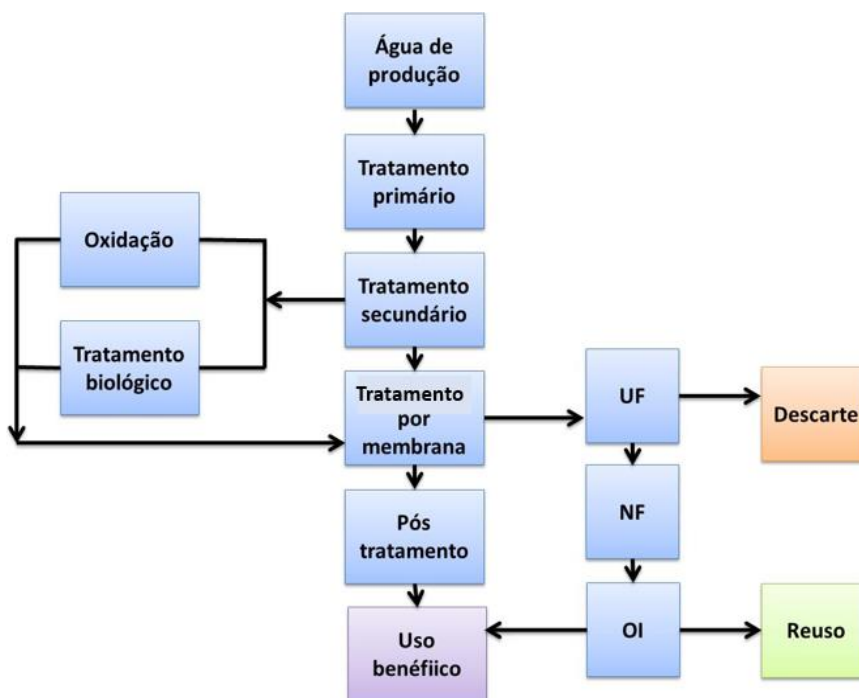 Água de
produção
Tratamento
primário
Oxidação
Tratamento
secundário
Tratamento
biológico
Tratamento
por
membrana
UF
Descarte
NF
Pós
tratamento
OI
Reuso
Uso
benéfiico